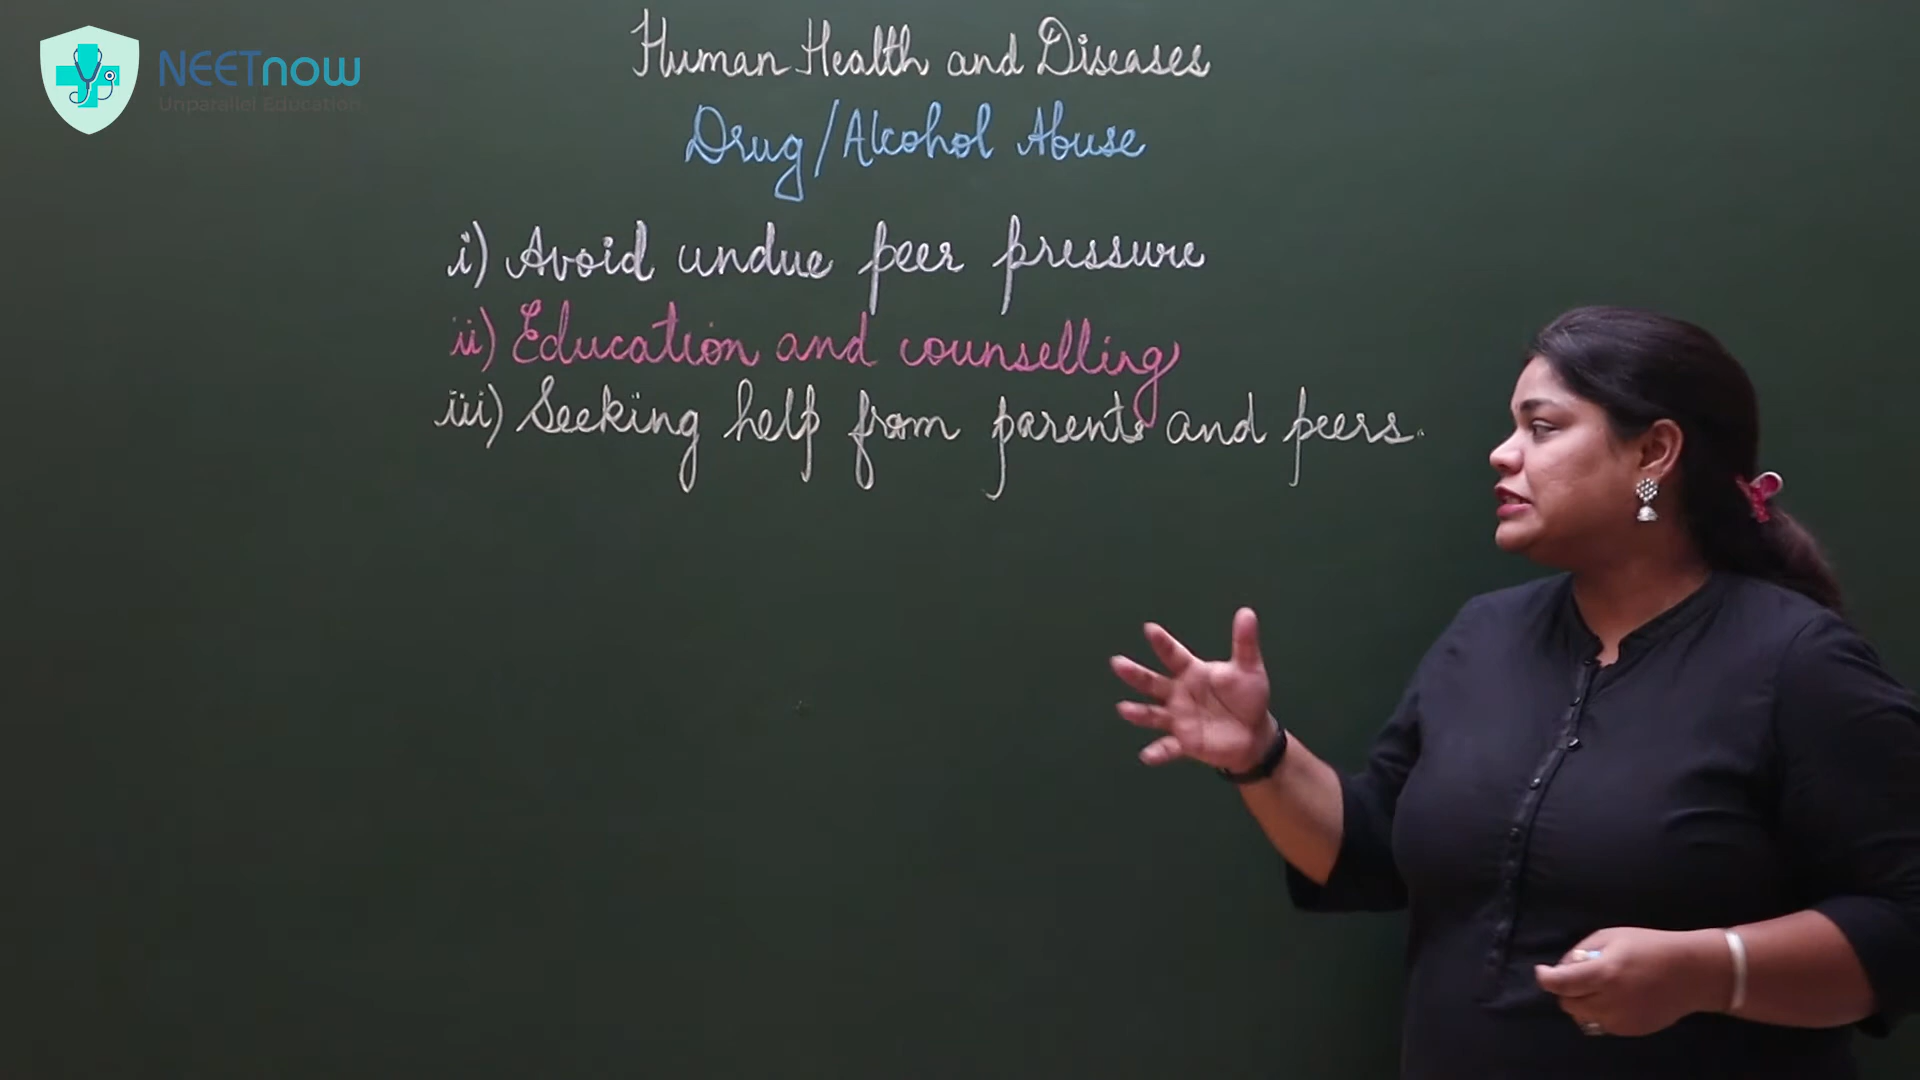 NEETnow
Unparallel Education
Human Health and Diseases
Drug/Alcohol Abuse
i) Avoid undue peer pressure
ii) Education and counselling
iii) Seeking help from parents and peers.